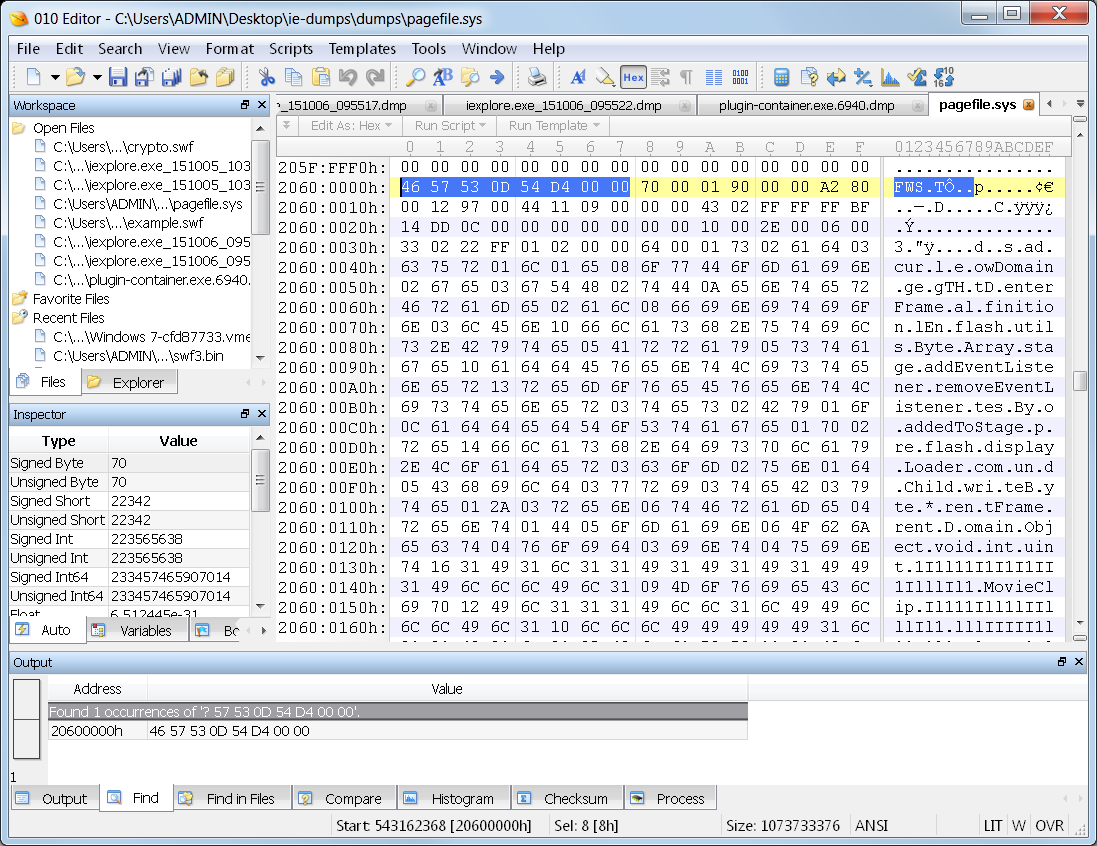 010 Editor - C:\Users\ADMIN\Desktop\ie-dumps\dumps\pagefile.sys
File Edit Search View Format Scripts Templates Tools Window Help
Hex
Workspace
Open Files
C:\Users\...\crypto.swf
C:\...\iexplore.exe_151005_103
C:\...\iexplore.exe_151005_103
C:\Users\ADMIN\...\pagefile.sys
C:\Users\...\example.swf
C:\...\iexplore.exe_151006_095
C:\...\iexplore.exe_151006_095
C:\...\plugin-container.exe.6940.
Favorite Files
Recent Files
C:\...\Windows 7-cfd87733.vme
C:\Users\ADMIN\...\swf3.bin
Files Explorer
Inspector
Type Value
Signed Byte 70
Unsigned Byte 70
Signed Short 22342
Unsigned Short 22342
Signed Int 223565638
Unsigned Int 223565638
Signed Int64 233457465907014
Unsigned Int64 233457465907014
Float 6.512445e-31
Auto Variables Bo
_151006_095517.dmp iexplore.exe_151006_095522.dmp plugin-container.exe.6940.dmp pagefile.sys
Edit As: Hex Run Script Run Template
0 1 2 3 4 5 6 7 8 9 A B C D E F 0123456789ABCDEF
205F:FFF0h: 00 00 00 00 00 00 00 00 00 00 00 00 00 00 00 00 ................
2060:0000h: 46 57 53 0D 54 D4 00 00 70 00 01 90 00 00 A2 80 FWS.TÔ..p.....¢€
2060:0010h: 00 12 97 00 44 11 09 00 00 00 43 02 FF FF FF BF ..—.D.....C.ÿÿÿ¿
2060:0020h: 14 DD 0C 00 00 00 00 00 00 00 10 00 2E 00 06 00 .Ý..............
2060:0030h: 33 02 22 FF 01 02 00 00 00 64 00 01 73 02 61 64 03 3."ÿ....d..s.ad.
2060:0040h: 63 75 72 01 6C 01 65 08 6F 77 44 6F 6D 61 69 6E cur.l.e.owDomain
2060:0050h: 02 67 65 03 67 54 48 02 74 44 0A 65 6E 74 65 72 .ge.gTH.tD.enter
2060:0060h: 46 72 61 6D 65 02 61 6C 08 66 69 6E 69 74 69 6F Frame.al.finitio
2060:0070h: 6E 03 6C 45 6E 10 66 6C 61 73 68 2E 75 74 69 6C n.lEn.flash.util
2060:0080h: 73 2E 42 79 74 65 05 41 72 72 61 79 05 73 74 61 s.Byte.Array.sta
2060:0090h: 67 65 10 61 64 64 45 76 65 6E 74 4C 69 73 74 65 ge.addEventListe
2060:00A0h: 6E 65 72 13 72 65 6D 6F 76 65 45 76 65 6E 74 4C ner.removeEventL
2060:00B0h: 69 73 74 65 6E 65 72 03 74 65 73 02 42 79 01 6F istener.tes.By.o
2060:00C0h: 0C 61 64 64 65 64 54 6F 53 74 61 67 65 01 70 02 .addedToStage.p.
2060:00D0h: 72 65 14 66 6C 61 73 68 2E 64 69 73 70 6C 61 79 re.flash.display
2060:00E0h: 2E 4C 6F 61 64 65 72 03 63 6F 6D 02 75 6E 01 64 .Loader.com.un.d
2060:00F0h: 05 43 68 69 6C 64 03 77 72 69 03 74 65 42 03 79 .Child.wri.teB.y
2060:0100h: 74 65 01 2A 03 72 65 6E 06 74 46 72 61 6D 65 04 te.*.ren.tFrame.
2060:0110h: 72 65 6E 74 01 44 05 6F 6D 61 69 6E 06 4F 62 6A rent.D.omain.Obj
2060:0120h: 65 63 74 04 76 6F 69 64 03 69 6E 74 04 75 69 6E ect.void.int.uin
2060:0130h: 74 16 31 49 31 6C 31 31 49 31 49 31 49 31 49 49 t.1I1l11I1I1I1II
2060:0140h: 31 49 6C 6C 6C 49 6C 31 09 4D 6F 76 69 65 43 6C 1IlllIl1.MovieCl
2060:0150h: 69 70 12 49 6C 31 31 31 49 6C 6C 31 6C 49 49 6C ip.Il111Ill1lIIl
2060:0160h: 6C 6C 49 6C 31 10 6C 6C 6C 49 49 49 49 49 31 6C llIl1.lllIIIII1l
Output
Address Value
Found 1 occurrences of '? 57 53 0D 54 D4 00 00'.
20600000h 46 57 53 0D 54 D4 00 00
1
Output Find Find in Files Compare Histogram Checksum Process
Start: 543162368 [20600000h] Sel: 8 [8h] Size: 1073733376 ANSI LIT W OVR